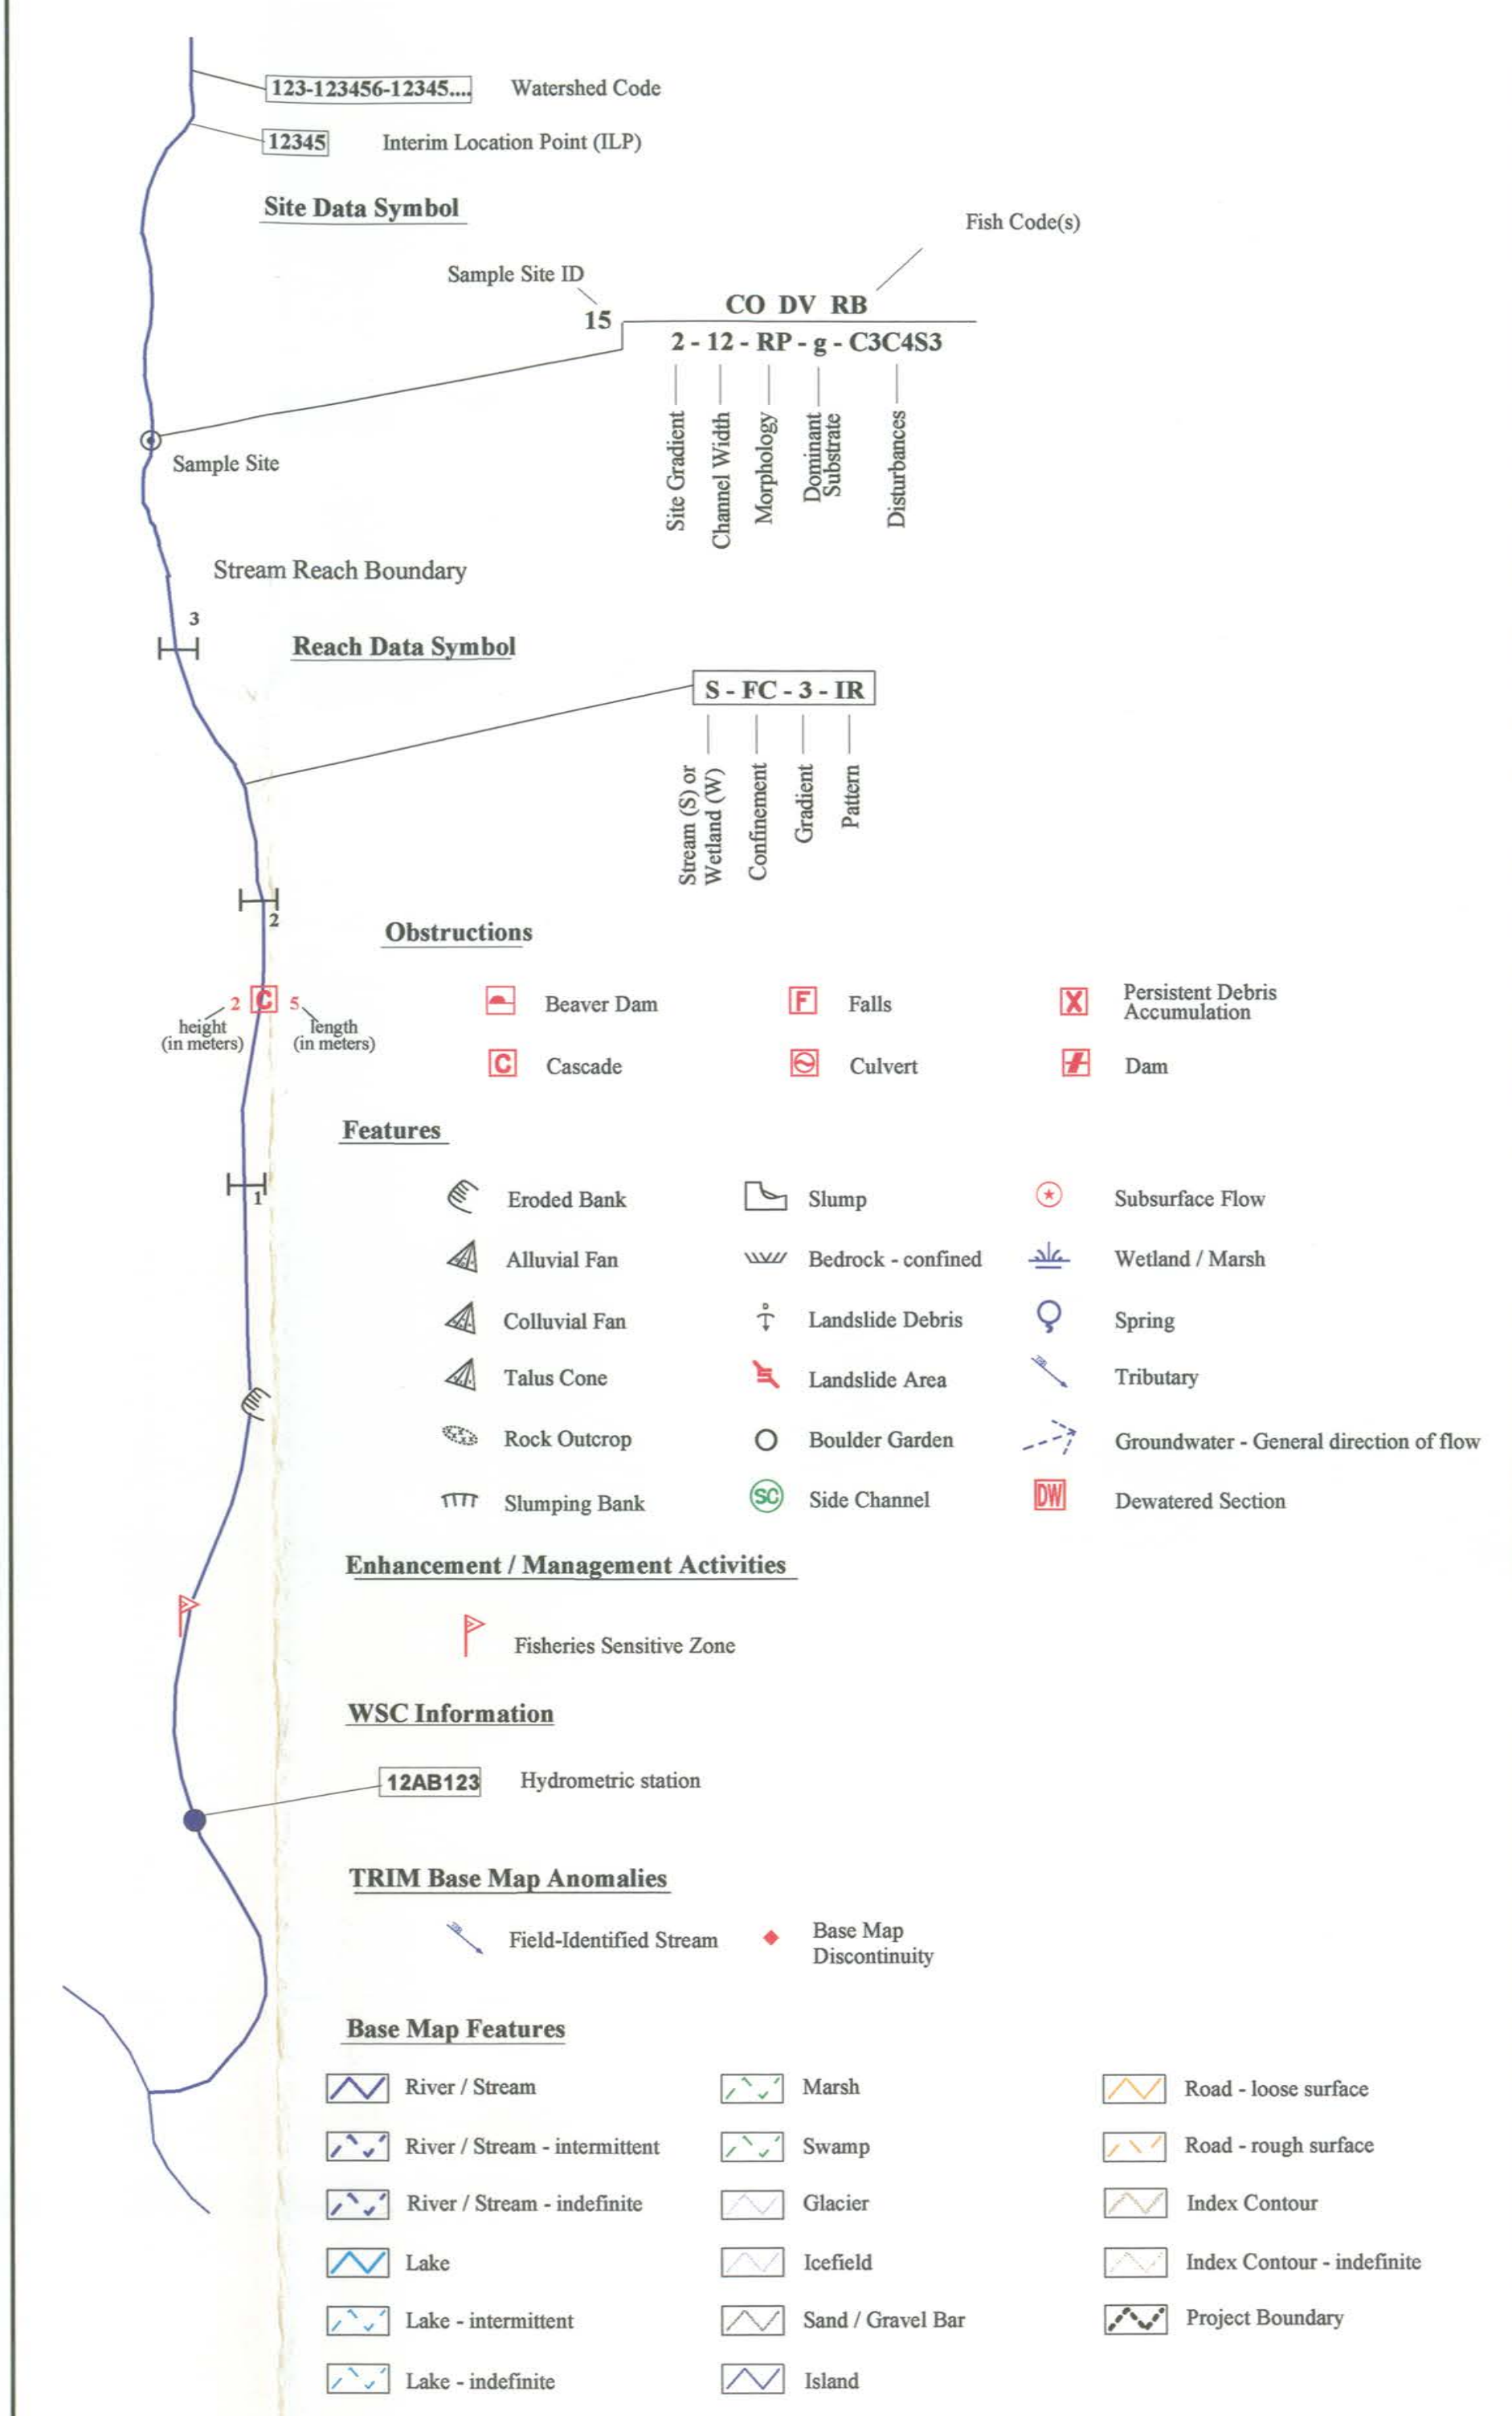 123-123456-12345.... Watershed Code
12345 Interim Location Point (ILP)
Site Data Symbol
Fish Code(s)
Sample Site ID
CO DV RB
15
2 - 12 - RP - g - C3C4S3
Site Gradient
Channel Width
Morphology
Dominant
Substrate
Disturbances
Sample Site
Stream Reach Boundary
3
Reach Data Symbol
S - FC - 3 - IR
Stream (S) or
Wetland (W)
Confinement
Gradient
Pattern
2
Obstructions
2 C 5
height
(in meters)
length
(in meters)
Beaver Dam
F Falls
X Persistent Debris
Accumulation
C Cascade
Culvert
Dam
Features
1
Eroded Bank
Slump
Subsurface Flow
Alluvial Fan
Bedrock - confined
Wetland / Marsh
Colluvial Fan
D Landslide Debris
Spring
Talus Cone
Landslide Area
Tributary
Rock Outcrop
Boulder Garden
Groundwater - General direction of flow
Slumping Bank
SC Side Channel
DW Dewatered Section
Enhancement / Management Activities
Fisheries Sensitive Zone
WSC Information
12AB123 Hydrometric station
TRIM Base Map Anomalies
Field-Identified Stream
Base Map
Discontinuity
Base Map Features
River / Stream
Marsh
Road - loose surface
River / Stream - intermittent
Swamp
Road - rough surface
River / Stream - indefinite
Glacier
Index Contour
Lake
Icefield
Index Contour - indefinite
Lake - intermittent
Sand / Gravel Bar
Project Boundary
Lake - indefinite
Island